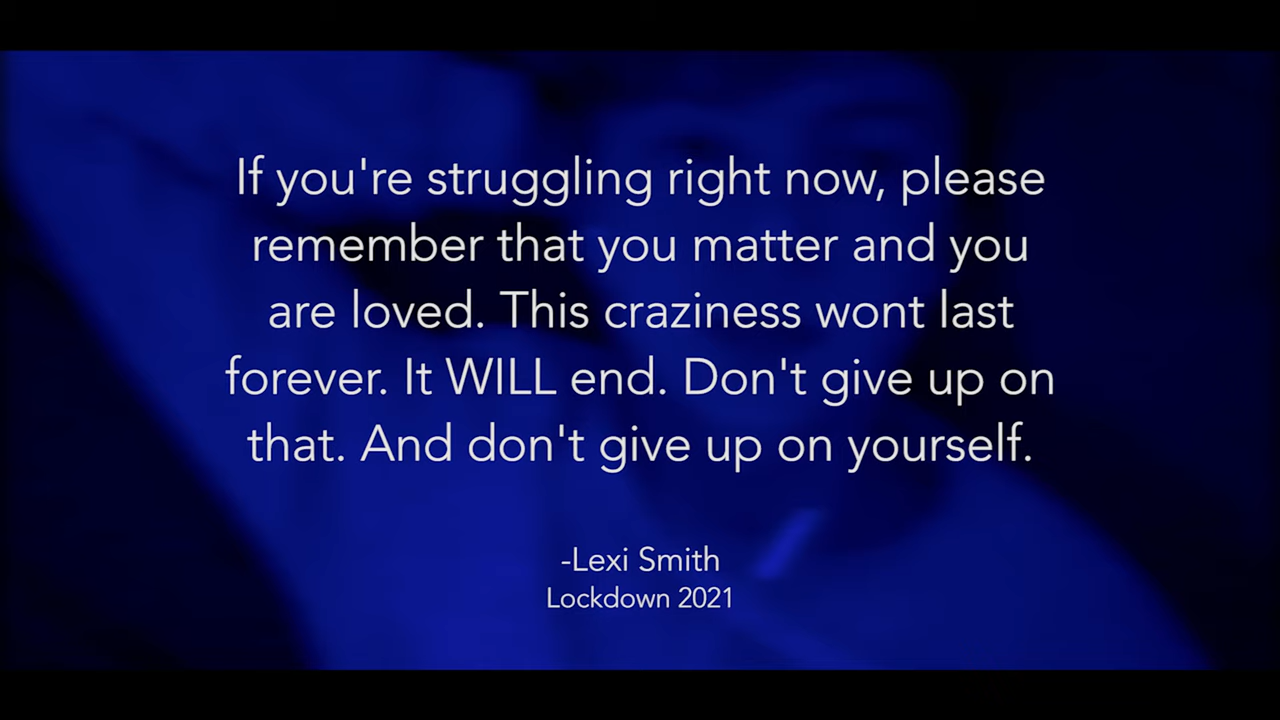 If you're struggling right now, please
remember that you matter and you
are loved. This craziness wont last
forever. It WILL end. Don't give up on
that. And don't give up on yourself.
-Lexi Smith
Lockdown 2021